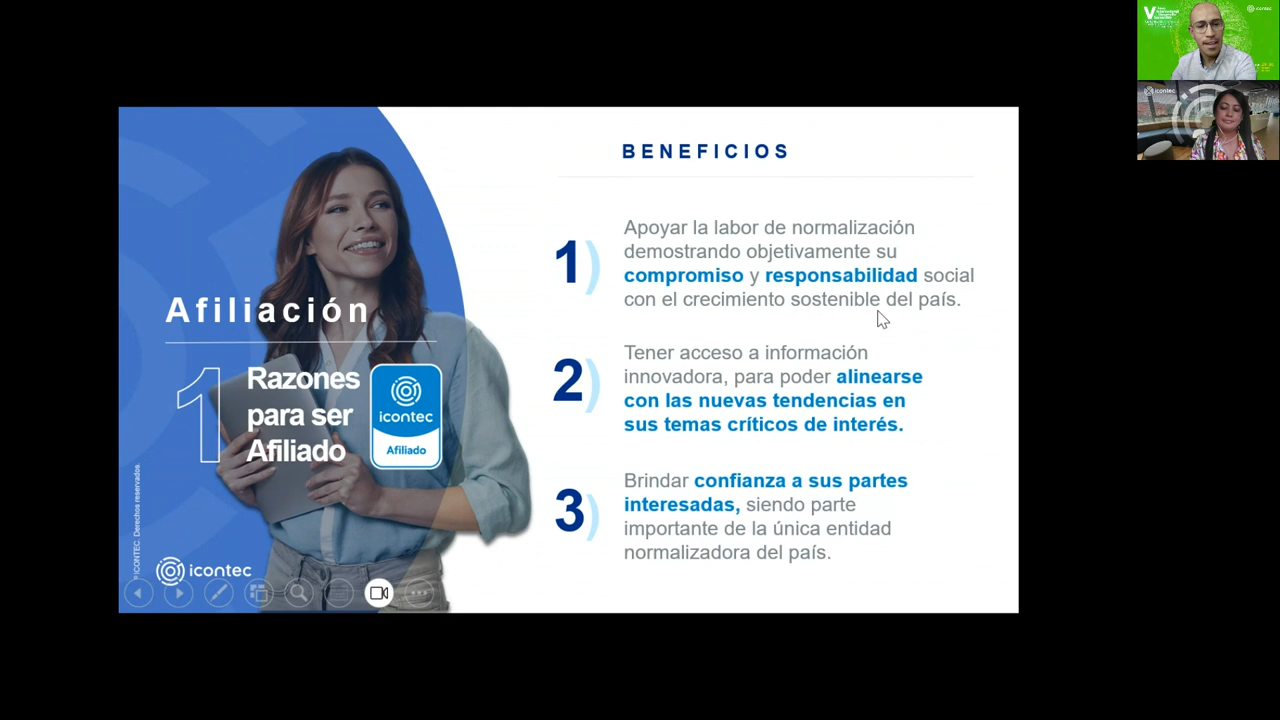 BENEFICIOS
1) Apoyar la labor de normalización
demostrando objetivamente su
compromiso y responsabilidad social
con el crecimiento sostenible del país.
2) Tener acceso a información
innovadora, para poder alinearse
con las nuevas tendencias en
sus temas críticos de interés.
3) Brindar confianza a sus partes
interesadas, siendo parte
importante de la única entidad
normalizadora del país.
Afiliación
1 Razones
para ser
Afiliado
icontec
Afiliado
ICONTEC. Derechos reservados.
icontec
V
icontec
icontec